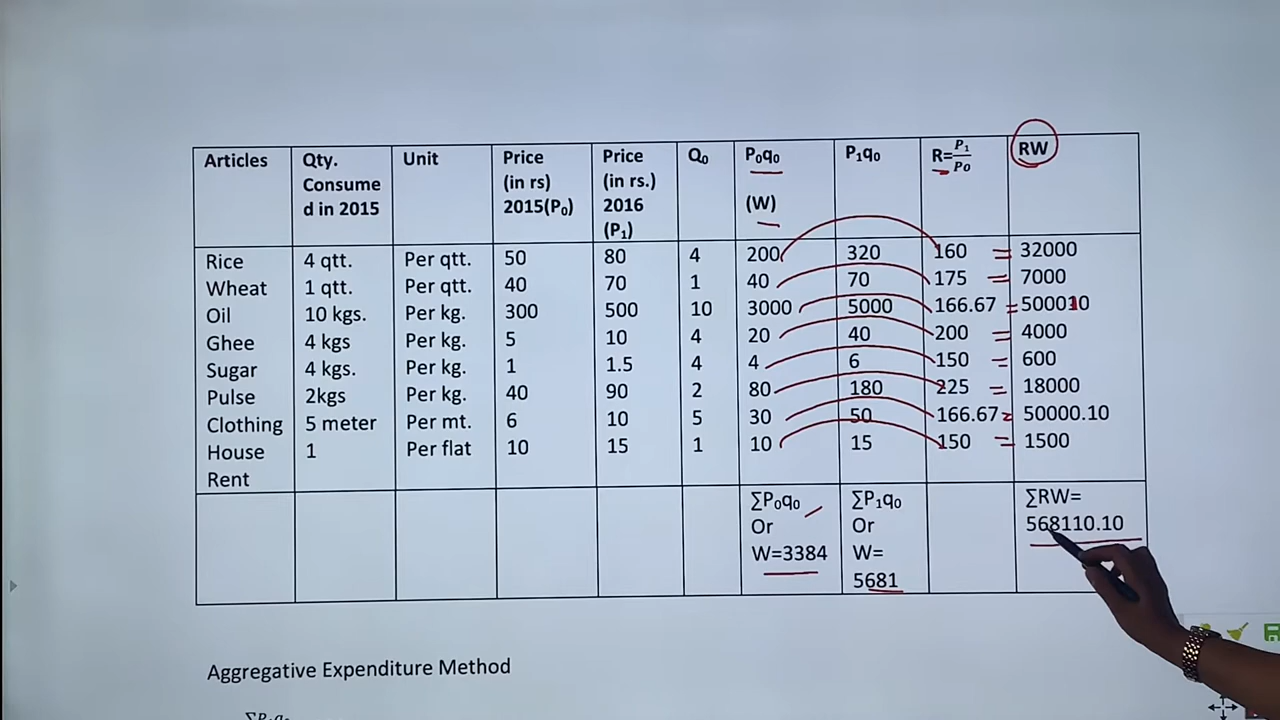 Articles Qty. Unit Price Price Q₀ P₀q₀ P₁q₀ R=P₁/Po RW
Consume (in rs) (in rs.)
d in 2015 2015(P₀) 2016 (W)
(P₁)
Rice 4 qtt. Per qtt. 50 80 4 200 320 160 = 32000
Wheat 1 qtt. Per qtt. 40 70 1 40 70 175 = 7000
Oil 10 kgs. Per kg. 300 500 10 3000 5000 166.67 = 500010
Ghee 4 kgs Per kg. 5 10 4 20 40 200 = 4000
Sugar 4 kgs. Per kg. 1 1.5 4 4 6 150 = 600
Pulse 2kgs Per kg. 40 90 2 80 180 225 = 18000
Clothing 5 meter Per mt. 6 10 5 30 50 166.67 = 50000.10
House 1 Per flat 10 15 1 10 15 150 = 1500
Rent
∑P₀q₀ ∑P₁q₀ ∑RW=
Or Or 568110.10
W=3384 W=
5681
Aggregative Expenditure Method